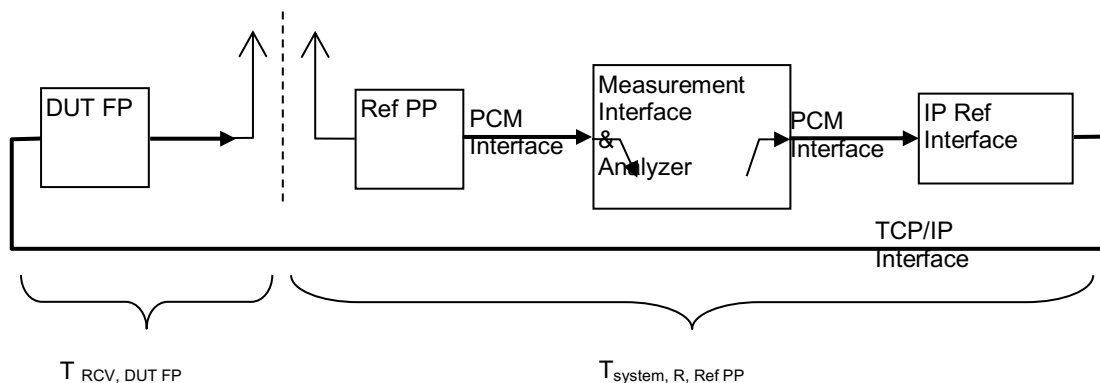 DUT FP
Ref PP
PCM
Interface
Measurement
Interface
&
Analyzer
PCM
Interface
IP Ref
Interface
TCP/IP
Interface
T RCV, DUT FP
Tsystem, R, Ref PP